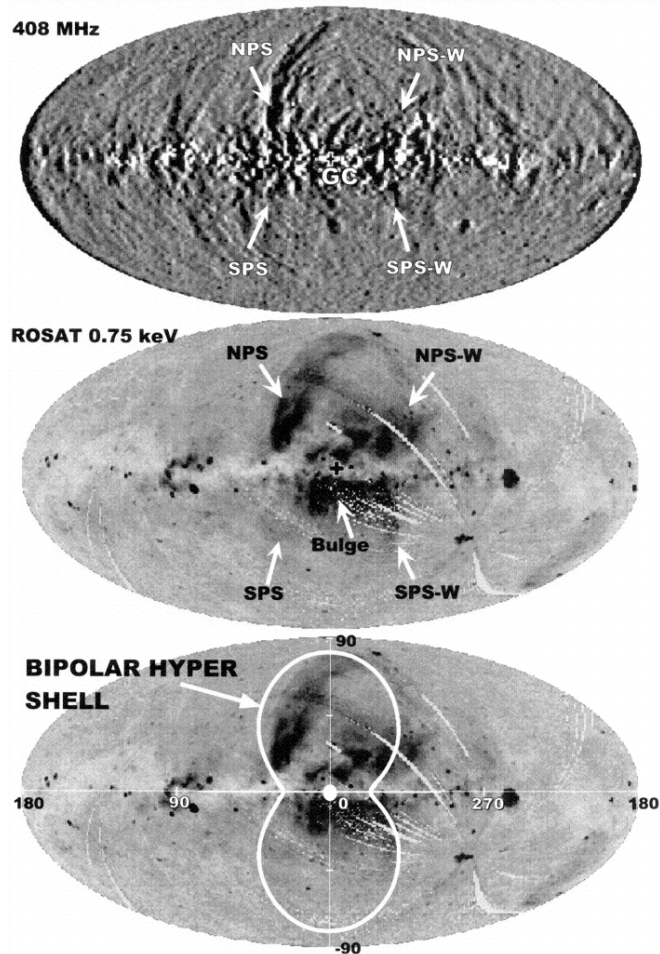 408 MHz
NPS
NPS-W
GC
SPS
SPS-W
ROSAT 0.75 keV
NPS
NPS-W
Bulge
SPS
SPS-W
90
BIPOLAR HYPER
SHELL
180
90
0
270
180
-90